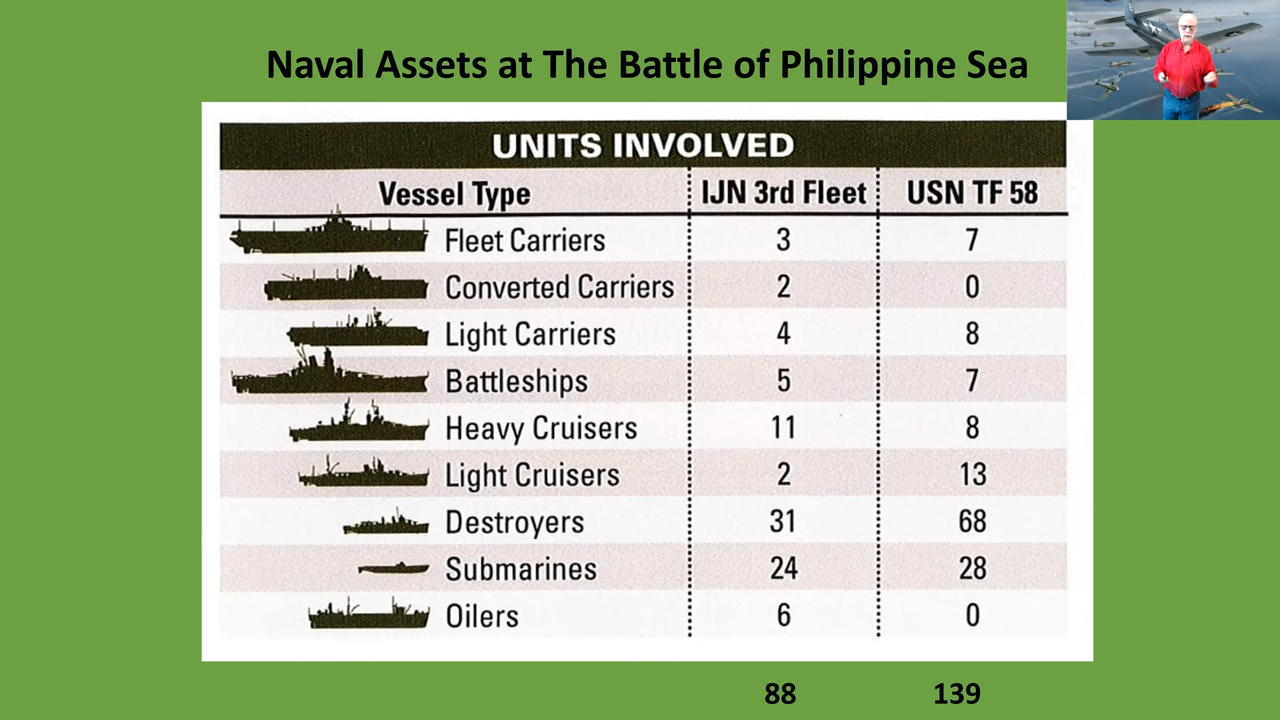 Naval Assets at The Battle of Philippine Sea
UNITS INVOLVED
Vessel Type IJN 3rd Fleet USN TF 58
Fleet Carriers 3 7
Converted Carriers 2 0
Light Carriers 4 8
Battleships 5 7
Heavy Cruisers 11 8
Light Cruisers 2 13
Destroyers 31 68
Submarines 24 28
Oilers 6 0
88 139